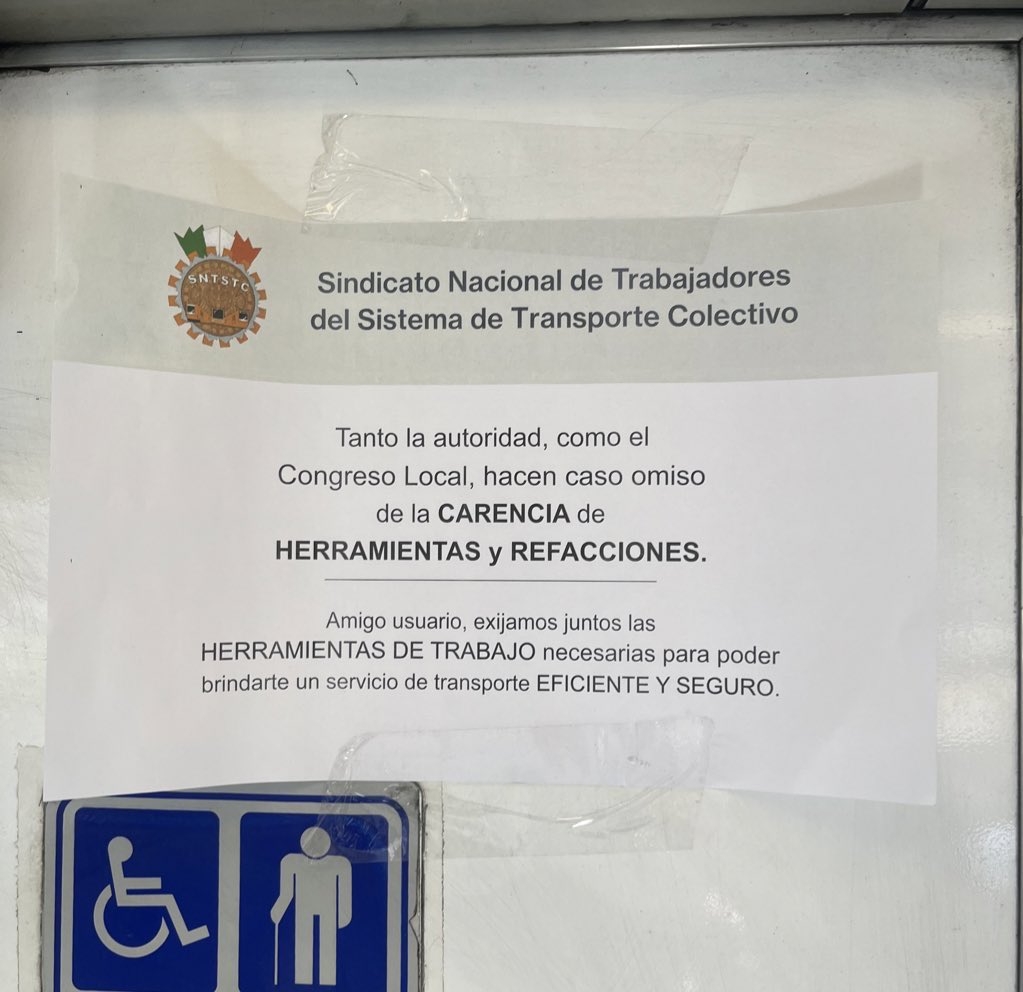 SNTSTC
Sindicato Nacional de Trabajadores
del Sistema de Transporte Colectivo
Tanto la autoridad, como el
Congreso Local, hacen caso omiso
de la CARENCIA de
HERRAMIENTAS y REFACCIONES.
Amigo usuario, exijamos juntos las
HERRAMIENTAS DE TRABAJO necesarias para poder
brindarte un servicio de transporte EFICIENTE Y SEGURO.